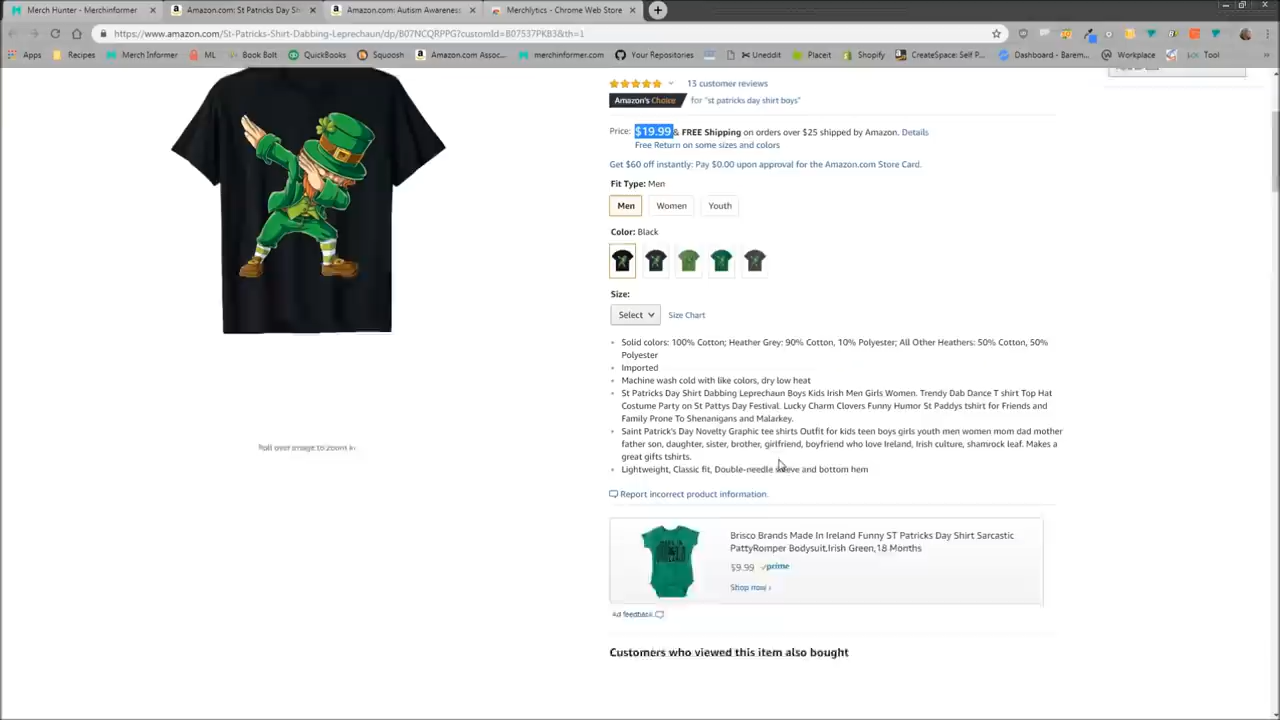 Merch Hunter - Merchinformer
Amazon.com: St Patricks Day Sh
Amazon.com: Autism Awareness
Merchlytics - Chrome Web Store
https://www.amazon.com/St-Patricks-Shirt-Dabbing-Leprechaun/dp/B07NCQRPPG?customId=B07537PKB3&th=1
Apps Recipes Merch Informer ML Book Bolt QuickBooks Squoosh Amazon.com Assoc... merchinformer.com Your Repositories Uneddit Placeit Shopify CreateSpace: Self P... Dashboard - Barem... Workplace Tool »
13 customer reviews
Amazon's Choice for "st patricks day shirt boys"
Price: $19.99 & FREE Shipping on orders over $25 shipped by Amazon. Details
Free Return on some sizes and colors
Get $60 off instantly: Pay $0.00 upon approval for the Amazon.com Store Card.
Fit Type: Men
Men Women Youth
Color: Black
Size:
Select Size Chart
Solid colors: 100% Cotton; Heather Grey: 90% Cotton, 10% Polyester; All Other Heathers: 50% Cotton, 50%
Polyester
Imported
Machine wash cold with like colors, dry low heat
St Patricks Day Shirt Dabbing Leprechaun Boys Kids Irish Men Girls Women. Trendy Dab Dance T shirt Top Hat
Costume Party on St Pattys Day Festival. Lucky Charm Clovers Funny Humor St Paddys tshirt for Friends and
Family Prone To Shenanigans and Malarkey.
Saint Patrick's Day Novelty Graphic tee shirts Outfit for kids teen boys girls youth men women mom dad mother
father son, daughter, sister, brother, girlfriend, boyfriend who love Ireland, Irish culture, shamrock leaf. Makes a
great gifts tshirts.
Lightweight, Classic fit, Double-needle sleeve and bottom hem
Roll over image to zoom in
Report incorrect product information.
Brisco Brands Made In Ireland Funny ST Patricks Day Shirt Sarcastic
PattyRomper Bodysuit,Irish Green,18 Months
$9.99 prime
Shop now ›
Ad feedback
Customers who viewed this item also bought